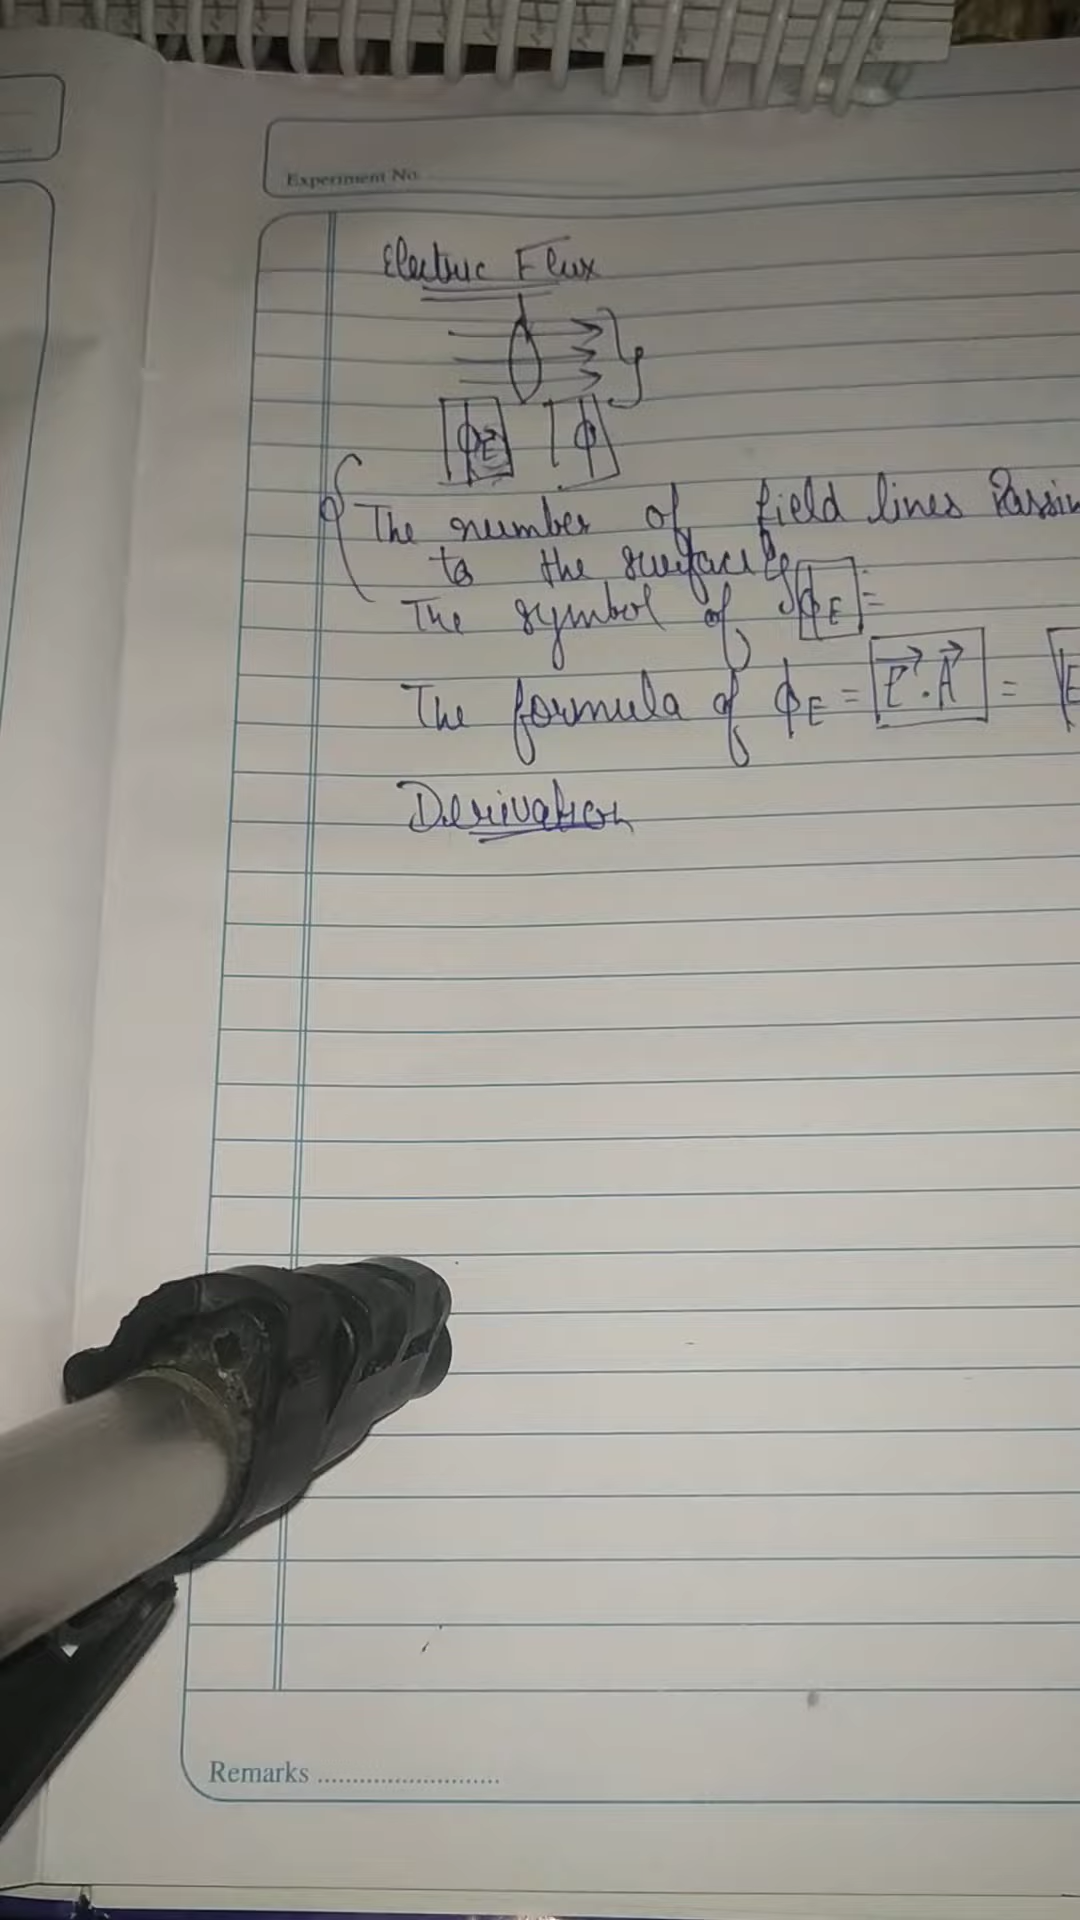 Experiment No.
Electric Flux
ϕE ϕ
The number of field lines Passin
to the surface
The symbol of ϕE =
The formula of ϕE = E⃗.A⃗ = E
Derivation
Remarks ..........................